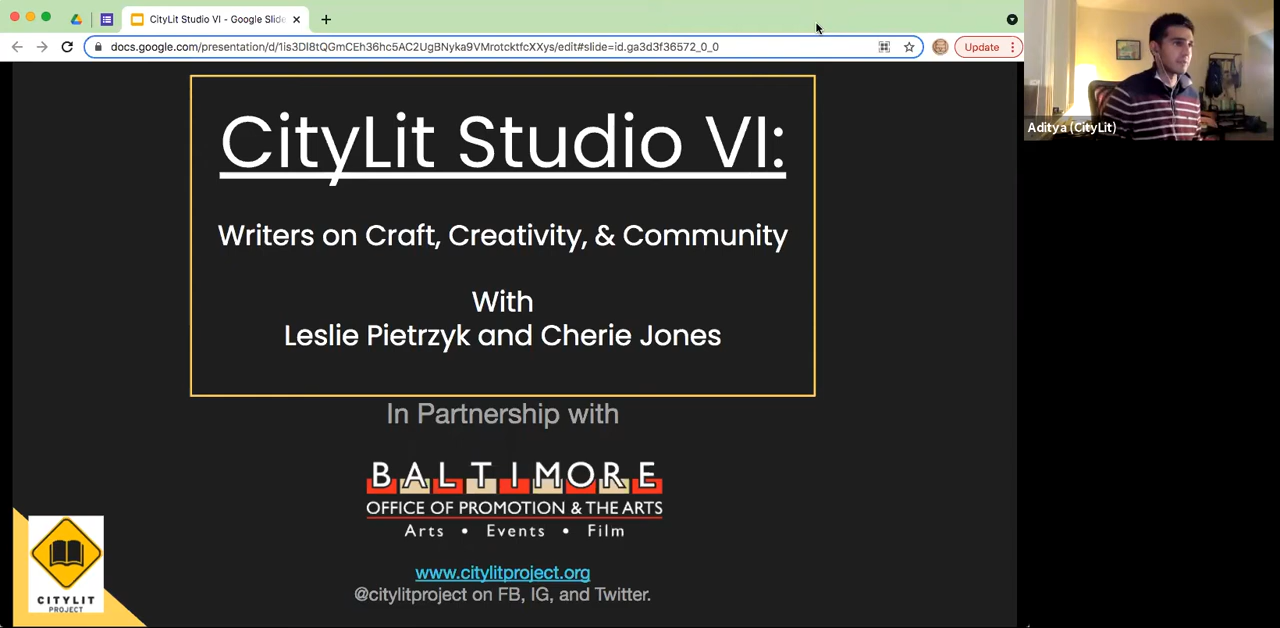 CityLit Studio VI - Google Slide
docs.google.com/presentation/d/1is3DI8tQGmCEh36hc5AC2UgBNyka9VMrotcktfcXXys/edit#slide=id.ga3d3f36572_0_0
Update
Aditya (CityLit)
CityLit Studio VI:
Writers on Craft, Creativity, & Community
With
Leslie Pietrzyk and Cherie Jones
In Partnership with
BALTIMORE
OFFICE OF PROMOTION & THE ARTS
Arts • Events • Film
www.citylitproject.org
@citylitproject on FB, IG, and Twitter.
CITYLIT
PROJECT